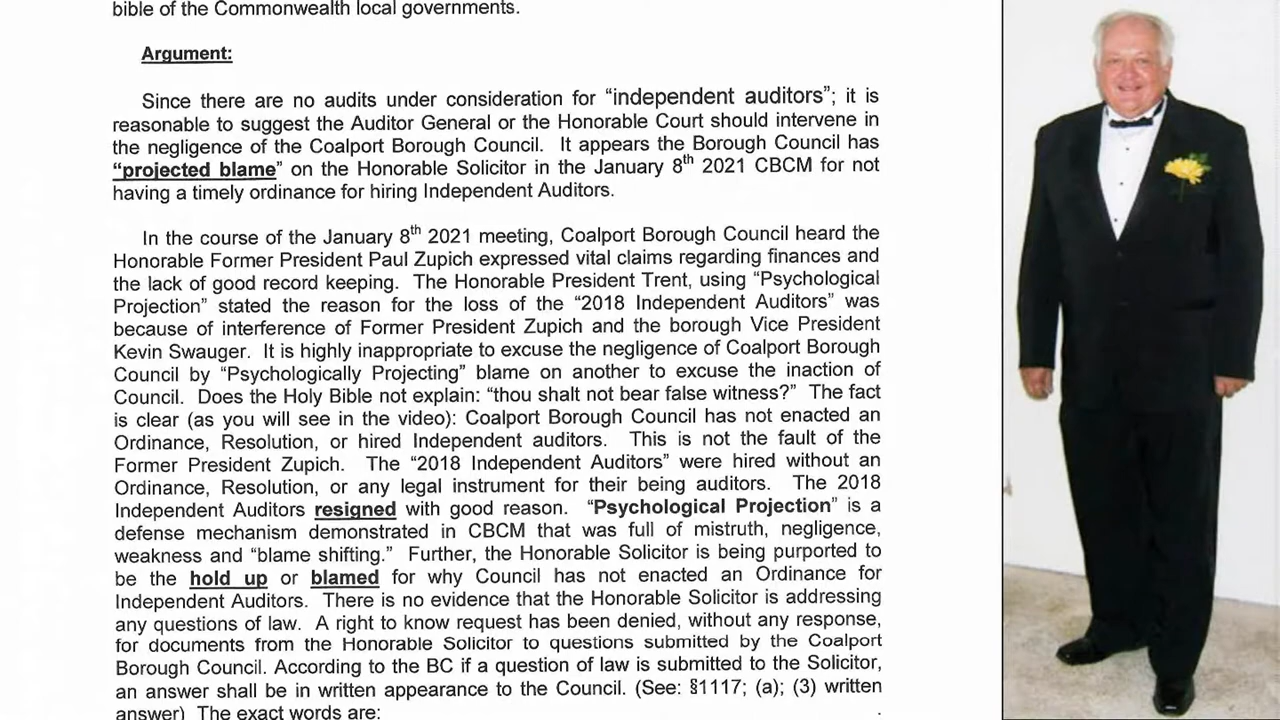 bible of the Commonwealth local governments.
Argument:
Since there are no audits under consideration for “independent auditors”; it is
reasonable to suggest the Auditor General or the Honorable Court should intervene in
the negligence of the Coalport Borough Council. It appears the Borough Council has
“projected blame” on the Honorable Solicitor in the January 8th 2021 CBCM for not
having a timely ordinance for hiring Independent Auditors.
In the course of the January 8th 2021 meeting, Coalport Borough Council heard the
Honorable Former President Paul Zupich expressed vital claims regarding finances and
the lack of good record keeping. The Honorable President Trent, using “Psychological
Projection” stated the reason for the loss of the “2018 Independent Auditors” was
because of interference of Former President Zupich and the borough Vice President
Kevin Swauger. It is highly inappropriate to excuse the negligence of Coalport Borough
Council by “Psychologically Projecting” blame on another to excuse the inaction of
Council. Does the Holy Bible not explain: “thou shalt not bear false witness?” The fact
is clear (as you will see in the video): Coalport Borough Council has not enacted an
Ordinance, Resolution, or hired Independent auditors. This is not the fault of the
Former President Zupich. The “2018 Independent Auditors” were hired without an
Ordinance, Resolution, or any legal instrument for their being auditors. The 2018
Independent Auditors resigned with good reason. “Psychological Projection” is a
defense mechanism demonstrated in CBCM that was full of mistruth, negligence,
weakness and “blame shifting.” Further, the Honorable Solicitor is being purported to
be the hold up or blamed for why Council has not enacted an Ordinance for
Independent Auditors. There is no evidence that the Honorable Solicitor is addressing
any questions of law. A right to know request has been denied, without any response,
for documents from the Honorable Solicitor to questions submitted by the Coalport
Borough Council. According to the BC if a question of law is submitted to the Solicitor,
an answer shall be in written appearance to the Council. (See: §1117; (a); (3) written
answer) The exact words are: